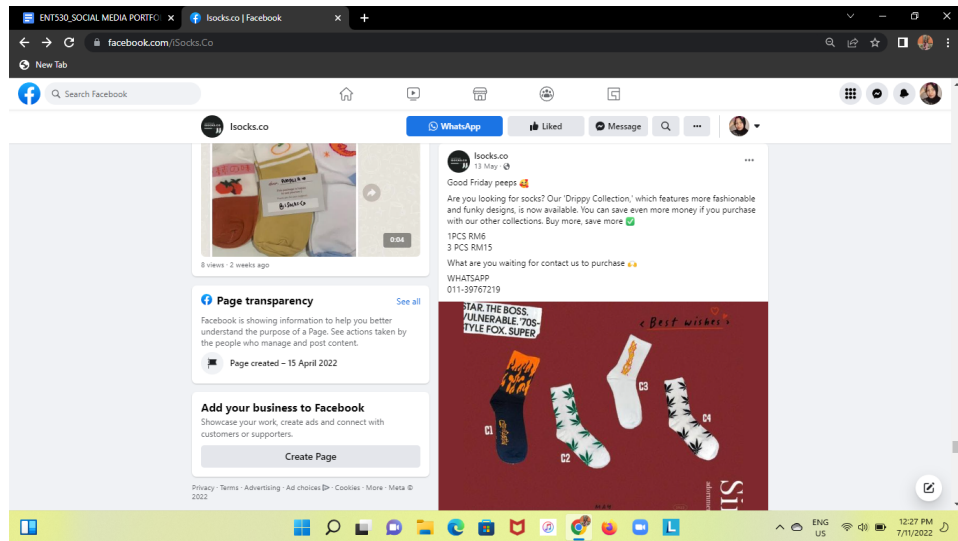 ENT530_SOCIAL MEDIA PORTFO
Isocks.co | Facebook
facebook.com/iSocks.Co
New Tab
Search Facebook
Isocks.co
WhatsApp
Liked
Message
0:04
8 views · 2 weeks ago
Page transparency
See all
Facebook is showing information to help you better
understand the purpose of a Page. See actions taken by
the people who manage and post content.
Page created – 15 April 2022
Add your business to Facebook
Showcase your work, create ads and connect with
customers or supporters.
Create Page
Privacy · Terms · Advertising · Ad choices · Cookies · More · Meta ©
2022
Isocks.co
13 May ·
Good Friday peeps 🥰
Are you looking for socks? Our 'Drippy Collection,' which features more fashionable
and funky designs, is now available. You can save even more money if you purchase
with our other collections. Buy more, save more ✅
1PCS RM6
3 PCS RM15
What are you waiting for contact us to purchase 🙌
WHATSAPP
011-39767219
STAR. THE BOSS.
VULNERABLE. '70S-
STYLE FOX. SUPER
Best wishes
C1
C2
C3
C4
ENG
US
12:27 PM
7/11/2022